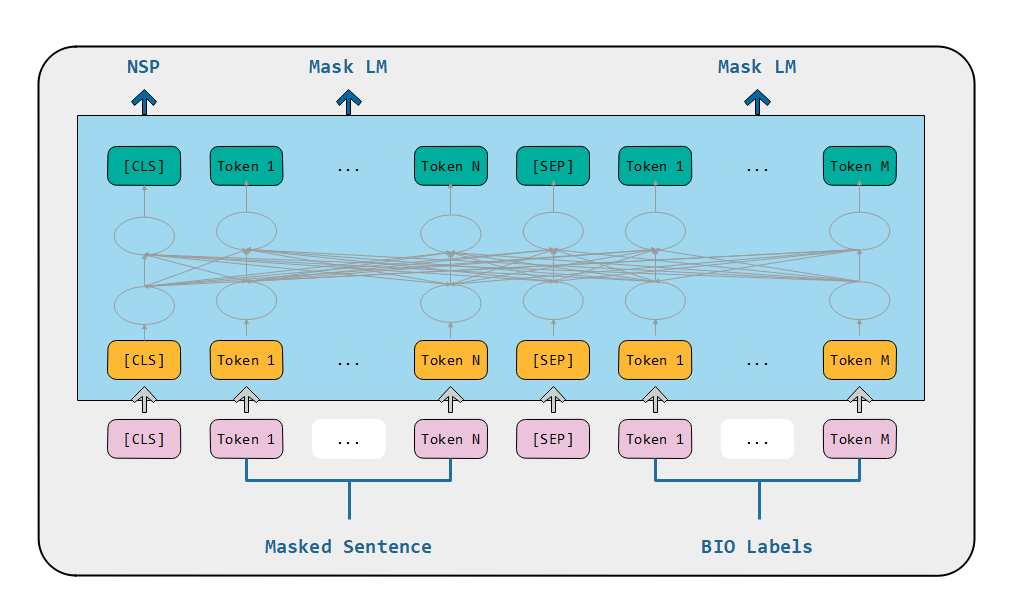 NSP Mask LM Mask LM
[CLS] Token 1 ... Token N [SEP] Token 1 ... Token M
[CLS] Token 1 ... Token N [SEP] Token 1 ... Token M
[CLS] Token 1 ... Token N [SEP] Token 1 ... Token M
Masked Sentence BIO Labels